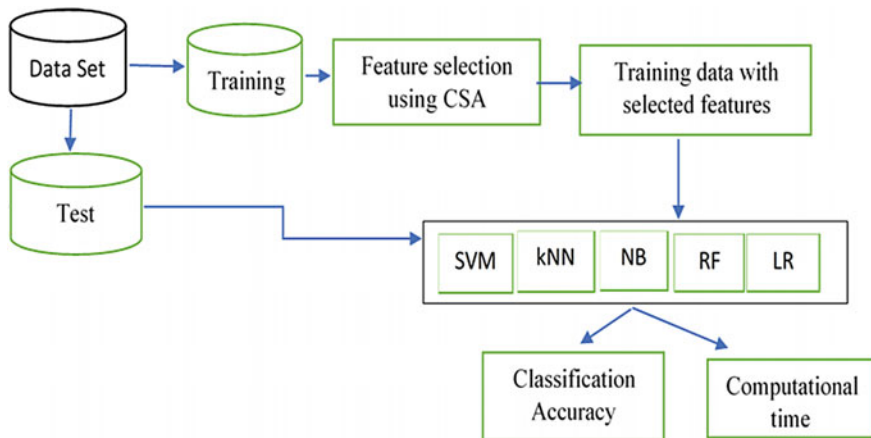 Data Set
Training
Feature selection
using CSA
Training data with
selected features
Test
SVM
kNN
NB
RF
LR
Classification
Accuracy
Computational
time